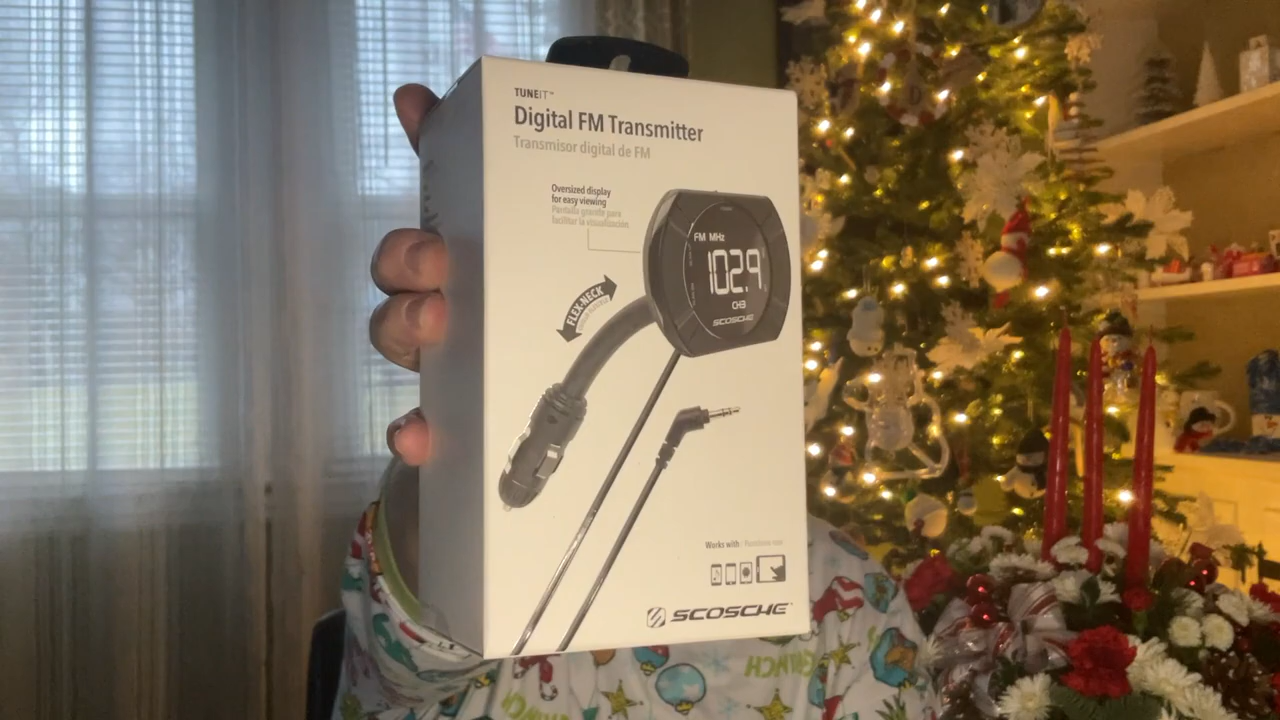 TUNEIT™
Digital FM Transmitter
Transmisor digital de FM
Oversized display
for easy viewing
Pantalla grande para
facilitar la visualización
FM MHz
102.9
CH3
SCOSCHE
FLEX-NECK
Works with /
SCOSCHE